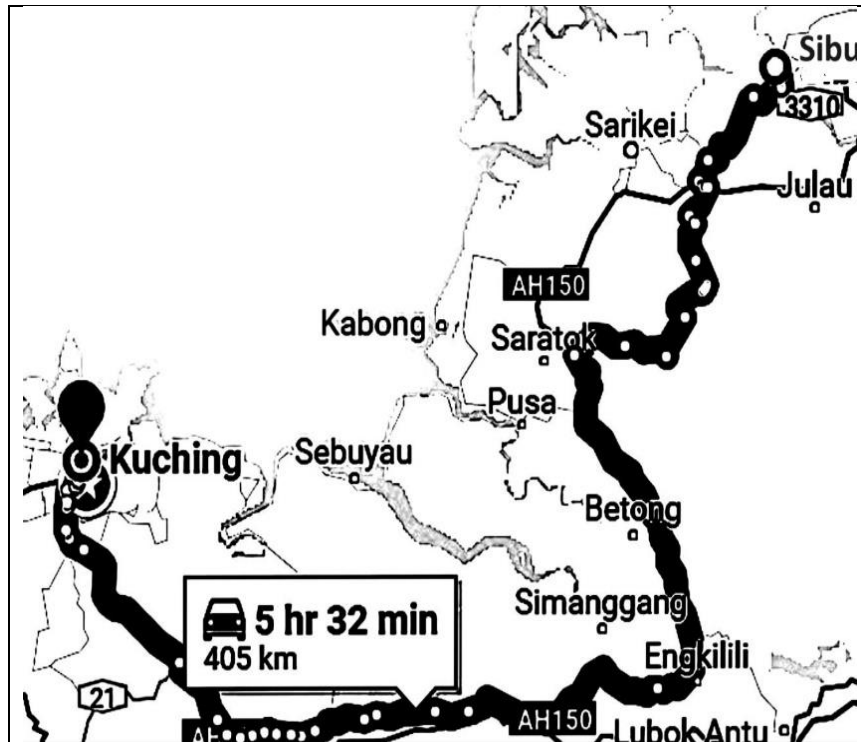 Sibu
3310
Sarikei
Julau
AH150
Kabong
Saratok
Pusa
Kuching
Sebuyau
Betong
Simanggang
5 hr 32 min
405 km
Engkilili
21
AH150
Lubok Antu